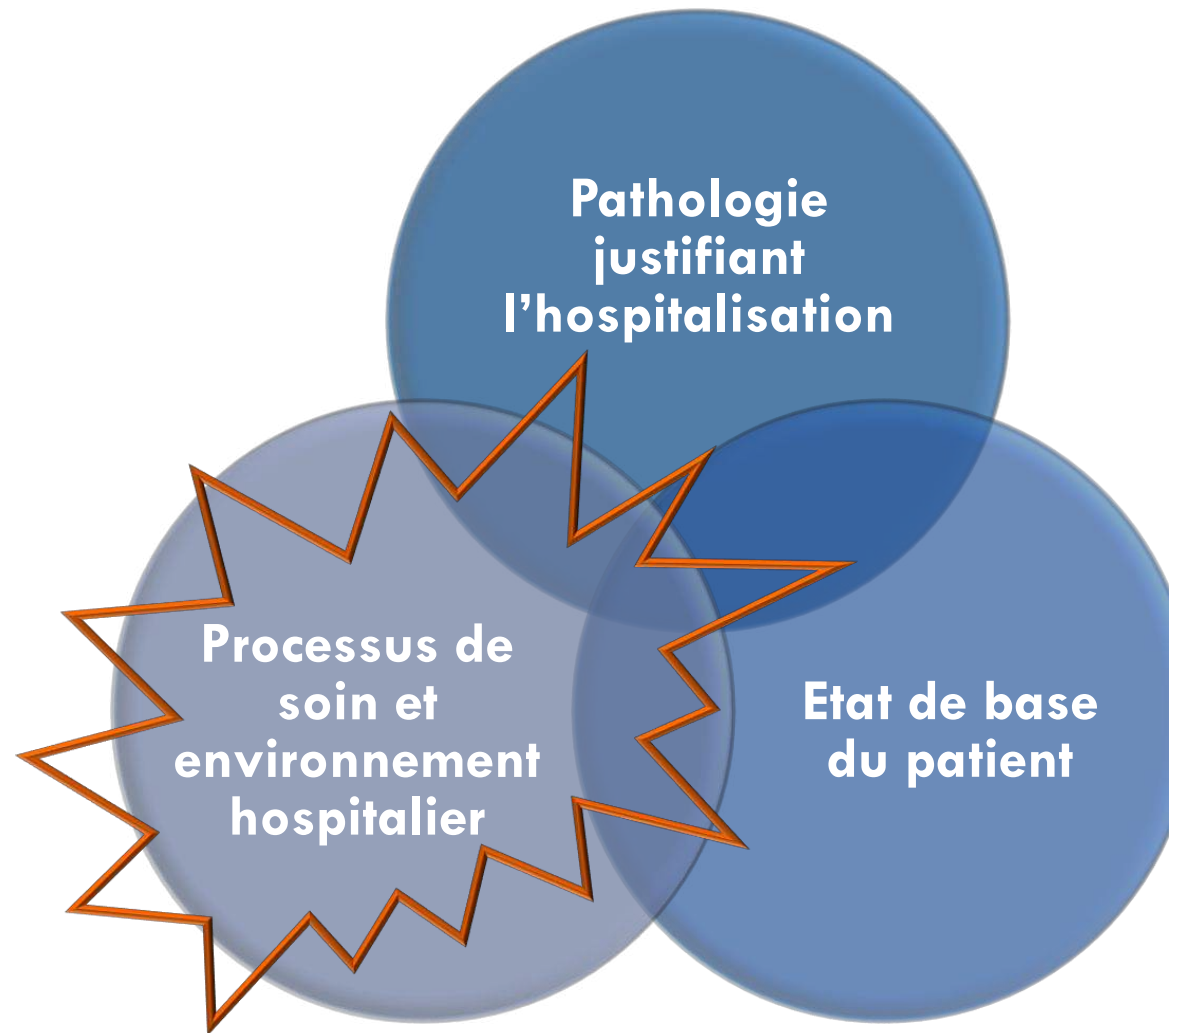 Pathologie
justifiant
l’hospitalisation
Processus de
soin et
environnement
hospitalier
Etat de base
du patient